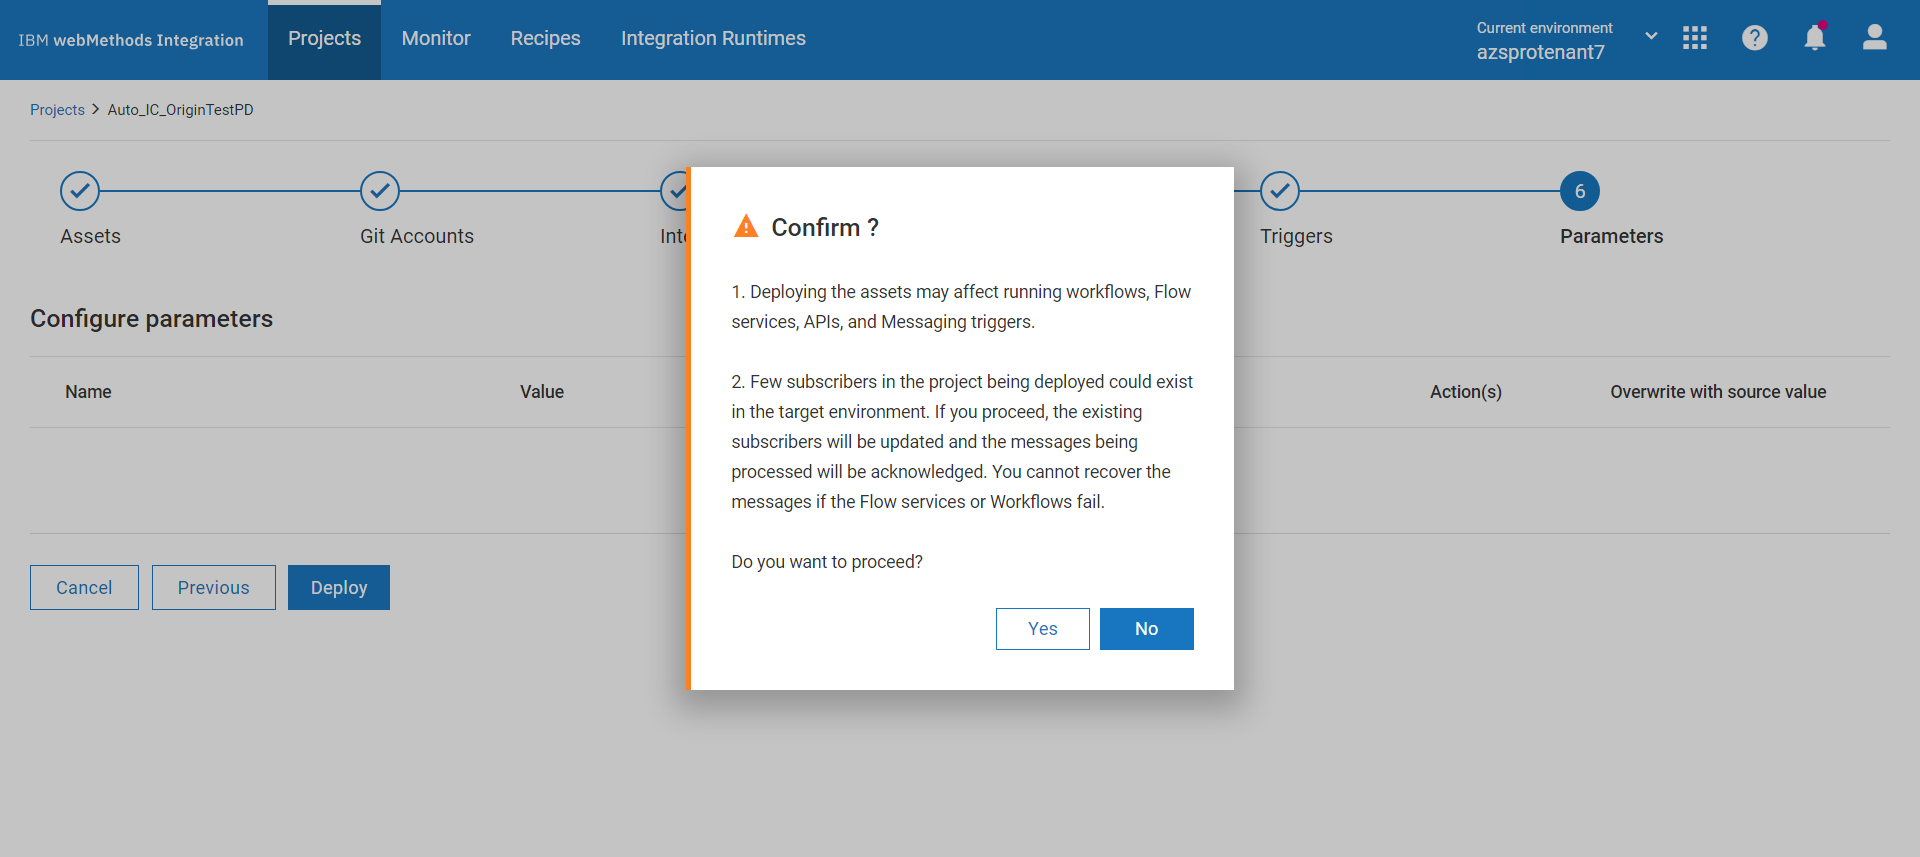 IBM webMethods Integration
Projects
Monitor
Recipes
Integration Runtimes
Current environment
azsprotenant7
Projects > Auto_IC_OriginTestPD
Assets
Git Accounts
Triggers
6
Parameters
Configure parameters
Name
Value
Action(s)
Overwrite with source value
Cancel
Previous
Deploy
Confirm ?
1. Deploying the assets may affect running workflows, Flow
services, APIs, and Messaging triggers.
2. Few subscribers in the project being deployed could exist
in the target environment. If you proceed, the existing
subscribers will be updated and the messages being
processed will be acknowledged. You cannot recover the
messages if the Flow services or Workflows fail.
Do you want to proceed?
Yes
No